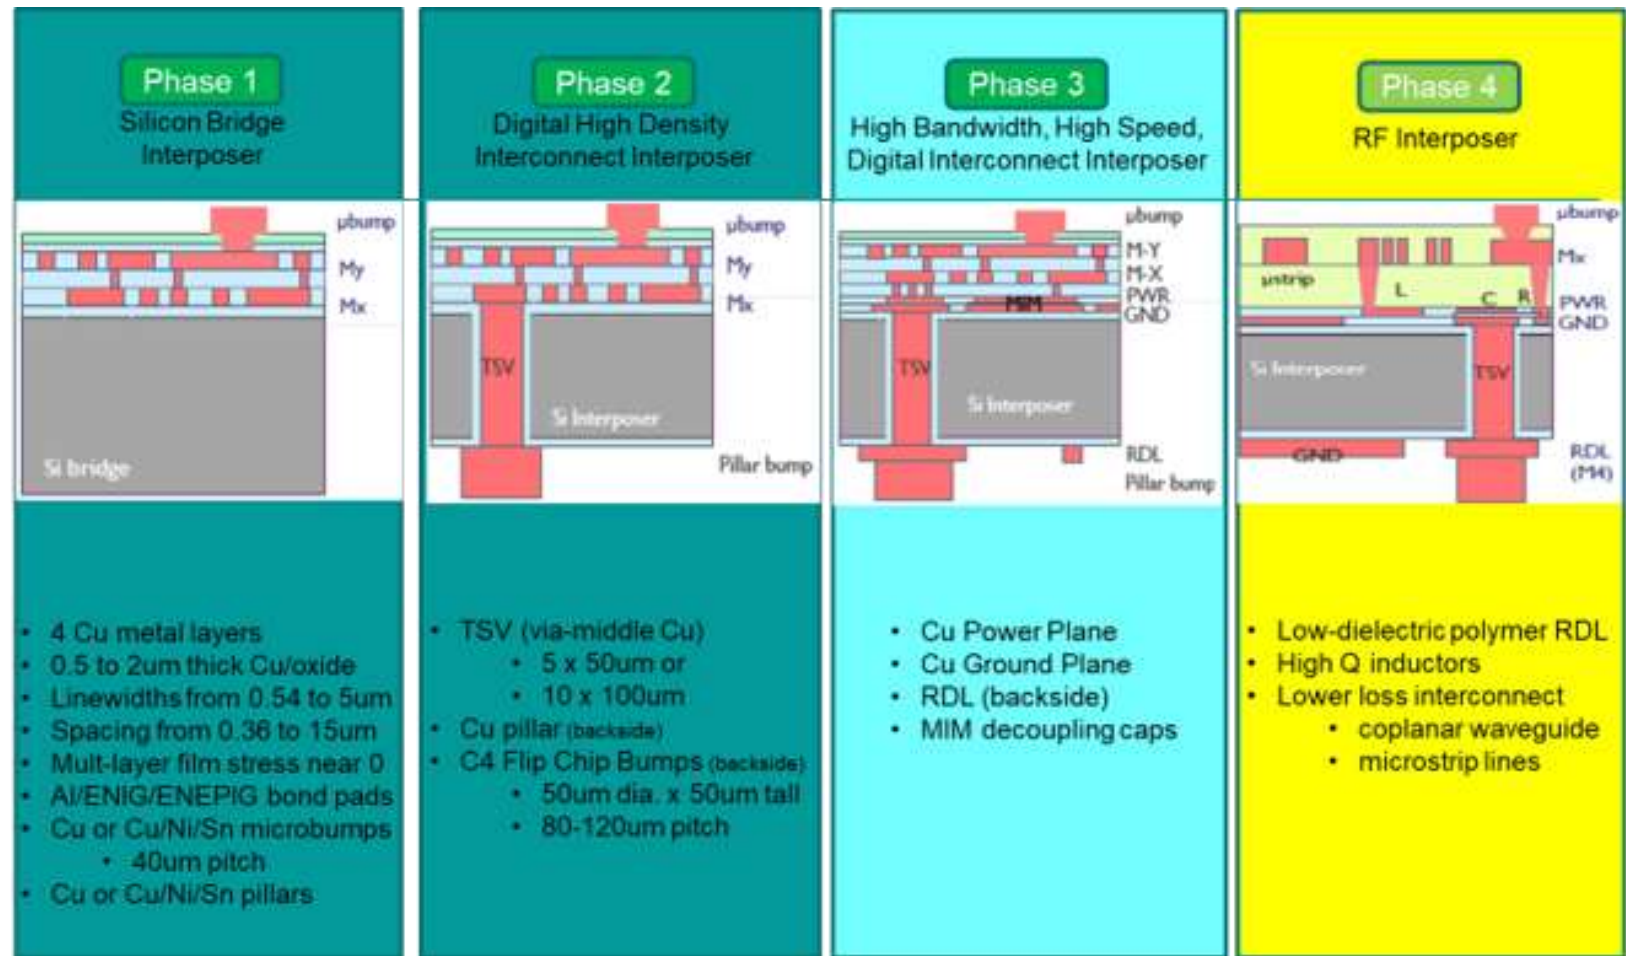 Phase 1
Silicon Bridge
Interposer
µbump
My
Mx
Si bridge
• 4 Cu metal layers
• 0.5 to 2um thick Cu/oxide
• Linewidths from 0.54 to 5um
• Spacing from 0.36 to 15um
• Mult-layer film stress near 0
• Al/ENIG/ENEPIG bond pads
• Cu or Cu/Ni/Sn microbumps
• 40um pitch
• Cu or Cu/Ni/Sn pillars
Phase 2
Digital High Density
Interconnect Interposer
µbump
My
Mx
TSV
Si Interposer
Pillar bump
• TSV (via-middle Cu)
• 5 x 50um or
• 10 x 100um
• Cu pillar (backside)
• C4 Flip Chip Bumps (backside)
• 50um dia. x 50um tall
• 80-120um pitch
Phase 3
High Bandwidth, High Speed,
Digital Interconnect Interposer
µbump
M-Y
M-X
PWR
MIM
GND
TSV
Si Interposer
RDL
Pillar bump
• Cu Power Plane
• Cu Ground Plane
• RDL (backside)
• MIM decoupling caps
Phase 4
RF Interposer
µbump
Mx
µstrip
L
C
R
PWR
GND
Si Interposer
TSV
GND
RDL
(M4)
• Low-dielectric polymer RDL
• High Q inductors
• Lower loss interconnect
• coplanar waveguide
• microstrip lines